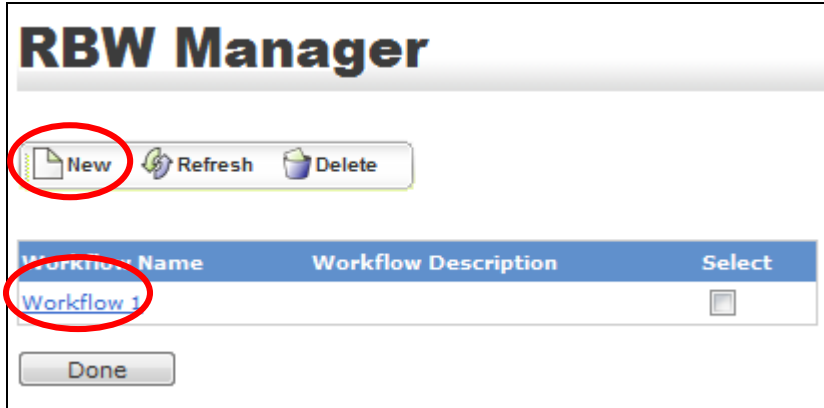 RBW Manager
New Refresh Delete
Workflow Name Workflow Description Select
Workflow 1
Done